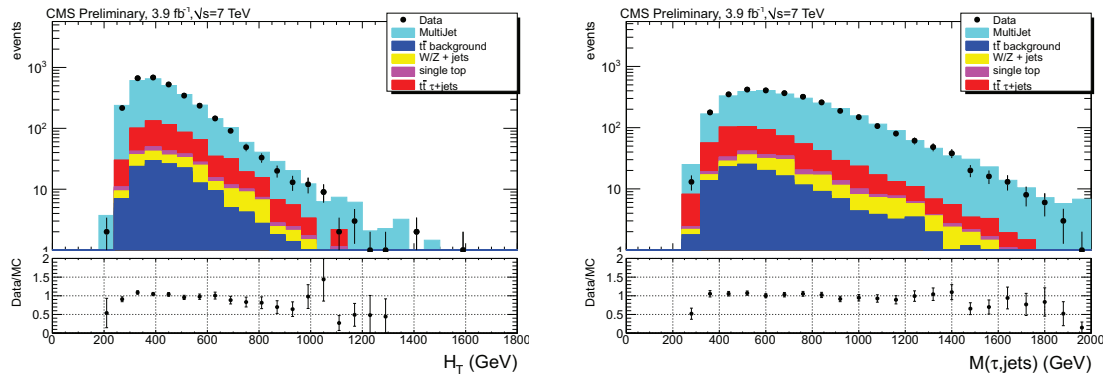 CMS Preliminary, 3.9 fb⁻¹,√s=7 TeV
events
10³
10²
10
1
Data
MultiJet
tt̄ background
W/Z + jets
single top
tt̄ τ+jets
Data/MC
2
1.5
1
0.5
0
0 200 400 600 800 1000 1200 1400 1600 1800
H_T (GeV)
CMS Preliminary, 3.9 fb⁻¹,√s=7 TeV
events
10³
10²
10
1
Data
MultiJet
tt̄ background
W/Z + jets
single top
tt̄ τ+jets
Data/MC
2
1.5
1
0.5
0
0 200 400 600 800 1000 1200 1400 1600 1800 2000
M(τ,jets) (GeV)